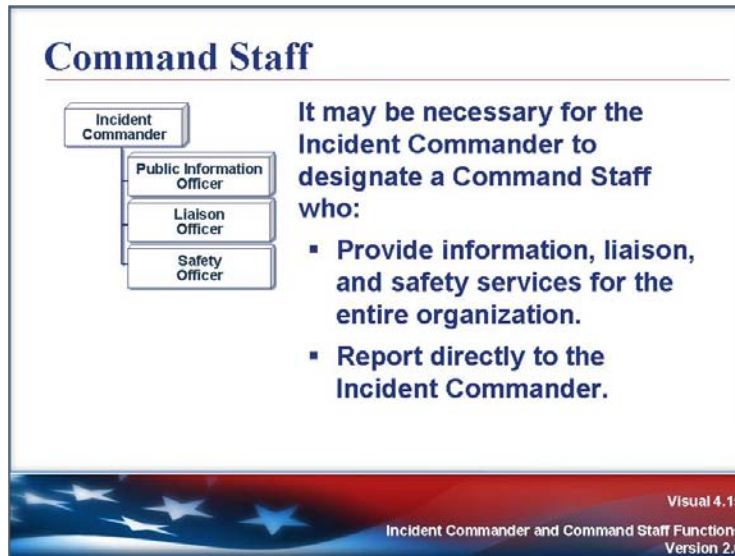 Command Staff
Incident
Commander
Public Information
Officer
Liaison
Officer
Safety
Officer
It may be necessary for the
Incident Commander to
designate a Command Staff
who:
▪ Provide information, liaison,
and safety services for the
entire organization.
▪ Report directly to the
Incident Commander.
Visual 4.1
Incident Commander and Command Staff Function
Version 2.